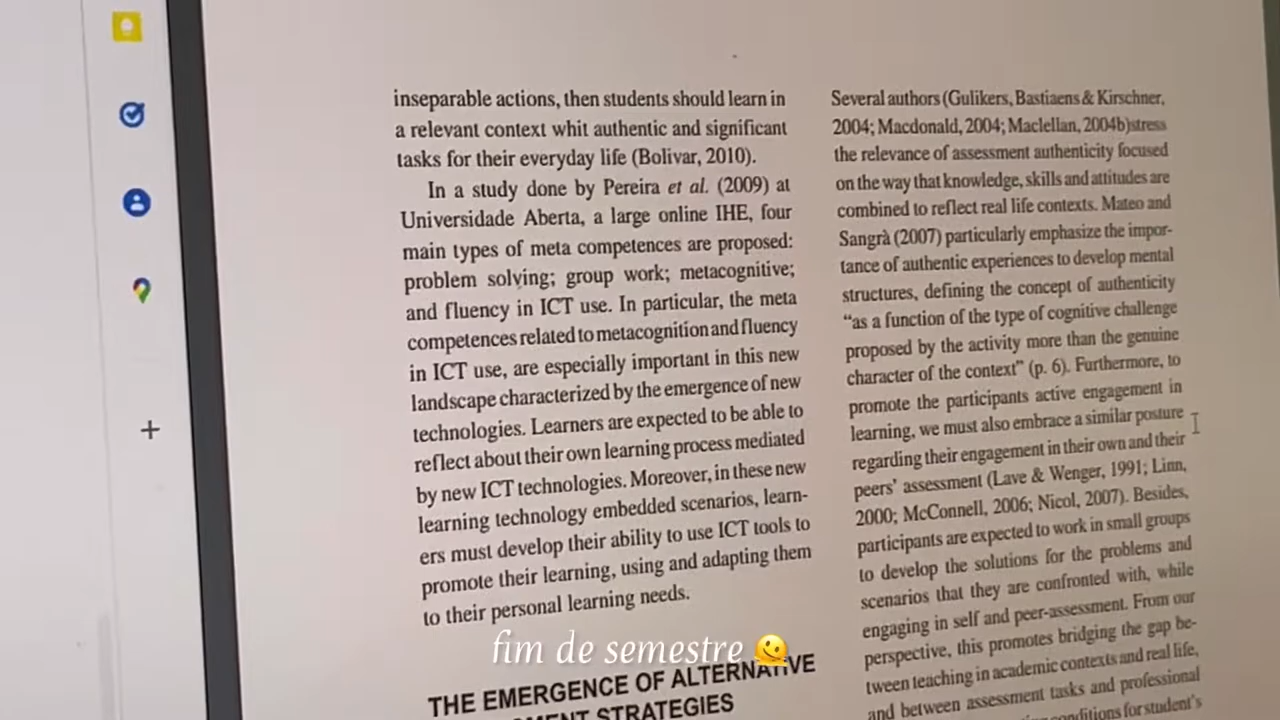 inseparable actions, then students should learn in
a relevant context whit authentic and significant
tasks for their everyday life (Bolivar, 2010).
In a study done by Pereira et al. (2009) at
Universidade Aberta, a large online IHE, four
main types of meta competences are proposed:
problem solving; group work; metacognitive;
and fluency in ICT use. In particular, the meta
competences related to metacognition and fluency
in ICT use, are especially important in this new
landscape characterized by the emergence of new
technologies. Learners are expected to be able to
reflect about their own learning process mediated
by new ICT technologies. Moreover, in these new
learning technology embedded scenarios, learn-
ers must develop their ability to use ICT tools to
promote their learning, using and adapting them
to their personal learning needs.
THE EMERGENCE OF ALTERNATIVE
STRATEGIES
Several authors (Gulikers, Bastiaens & Kirschner,
2004; Macdonald, 2004; Maclellan, 2004b)stress
the relevance of assessment authenticity focused
on the way that knowledge, skills and attitudes are
combined to reflect real life contexts. Mateo and
Sangrà (2007) particularly emphasize the impor-
tance of authentic experiences to develop mental
structures, defining the concept of authenticity
“as a function of the type of cognitive challenge
proposed by the activity more than the genuine
character of the context” (p. 6). Furthermore, to
promote the participants active engagement in
learning, we must also embrace a similar posture
regarding their engagement in their own and their
peers’ assessment (Lave & Wenger, 1991; Linn,
2000; McConnell, 2006; Nicol, 2007). Besides,
participants are expected to work in small groups
to develop the solutions for the problems and
scenarios that they are confronted with, while
engaging in self and peer-assessment. From our
perspective, this promotes bridging the gap be-
tween teaching in academic contexts and real life,
and between assessment tasks and professional
conditions for student’s
fim de semestre 🫠